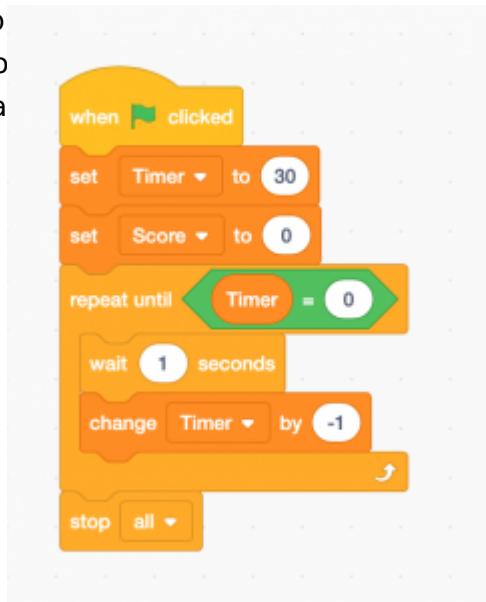 o
o
a
when clicked
set Timer to 30
set Score to 0
repeat until Timer = 0
wait 1 seconds
change Timer by -1
stop all